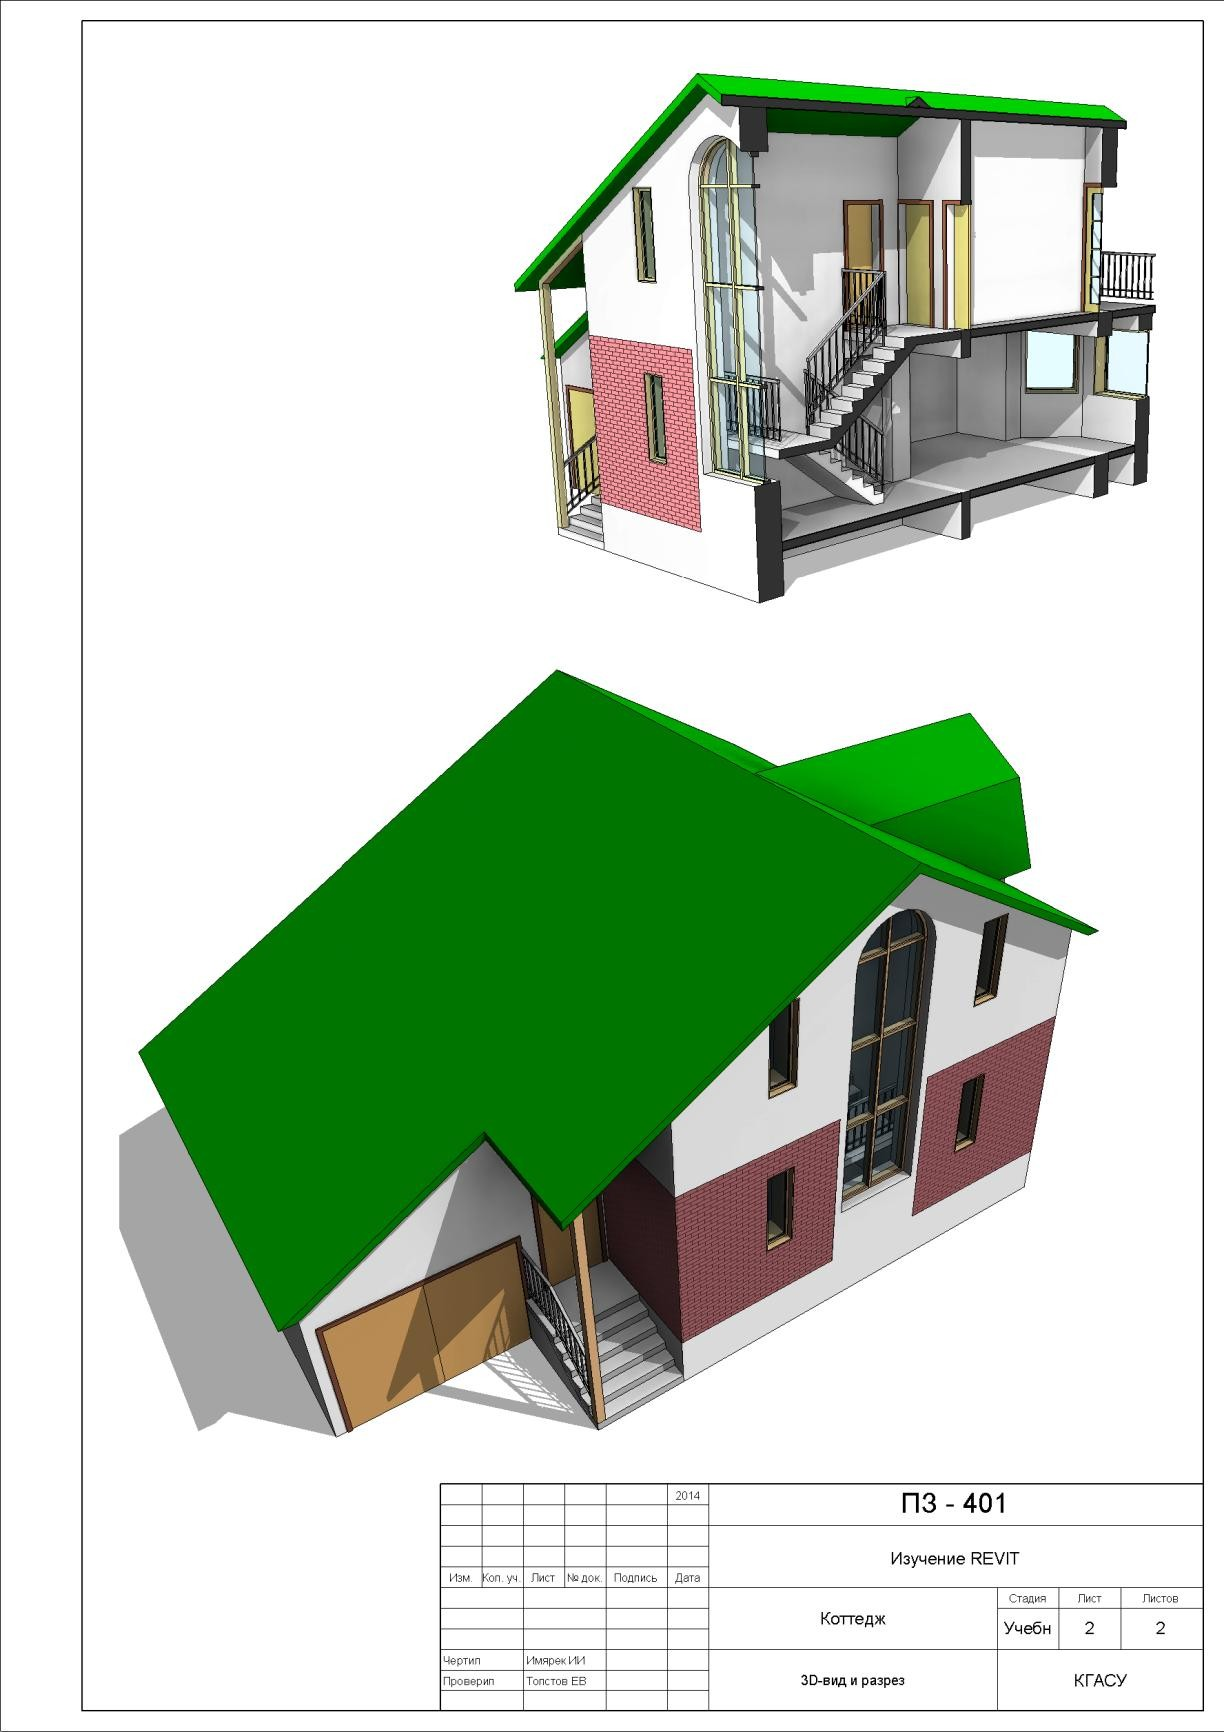 2014
ПЗ - 401
Изучение REVIT
Изм. Кол. уч. Лист № док. Подпись Дата
Коттедж
Стадия Лист Листов
Учебн 2 2
Чертил Имярек ИИ
Проверил Толстов ЕВ
3D-вид и разрез
КГАСУ